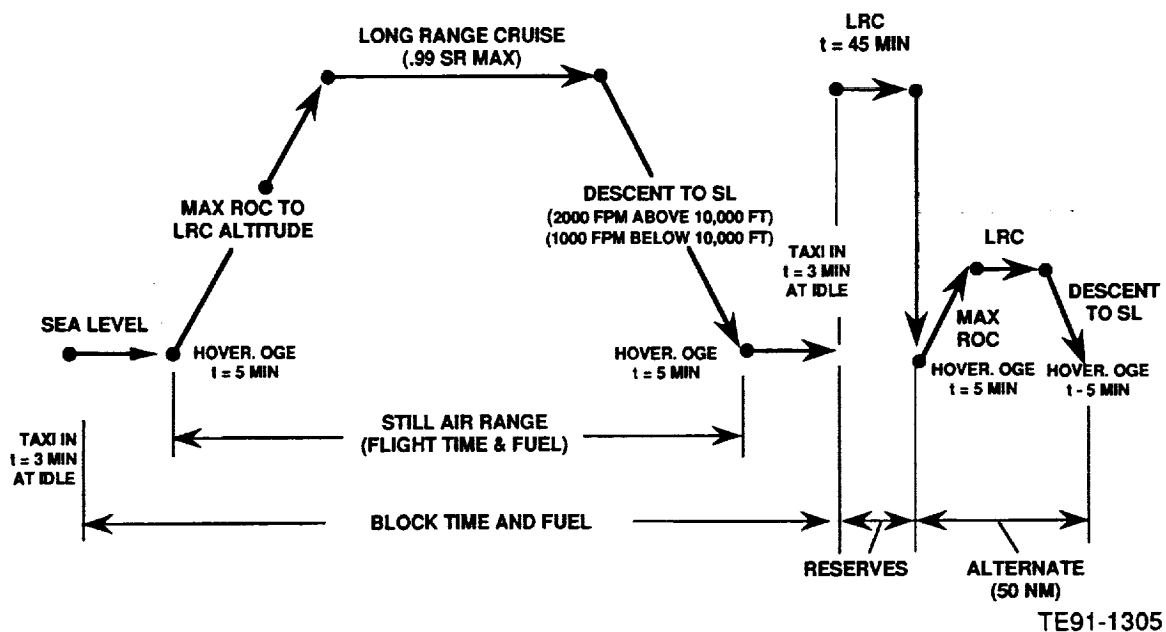 LONG RANGE CRUISE
(.99 SR MAX)
LRC
t = 45 MIN
MAX ROC TO
LRC ALTITUDE
DESCENT TO SL
(2000 FPM ABOVE 10,000 FT)
(1000 FPM BELOW 10,000 FT)
TAXI IN
t = 3 MIN
AT IDLE
LRC
MAX
ROC
DESCENT
TO SL
SEA LEVEL
HOVER. OGE
t = 5 MIN
HOVER. OGE
t = 5 MIN
HOVER. OGE
t = 5 MIN
HOVER. OGE
t - 5 MIN
TAXI IN
t = 3 MIN
AT IDLE
STILL AIR RANGE
(FLIGHT TIME & FUEL)
BLOCK TIME AND FUEL
RESERVES
ALTERNATE
(50 NM)
TE91-1305